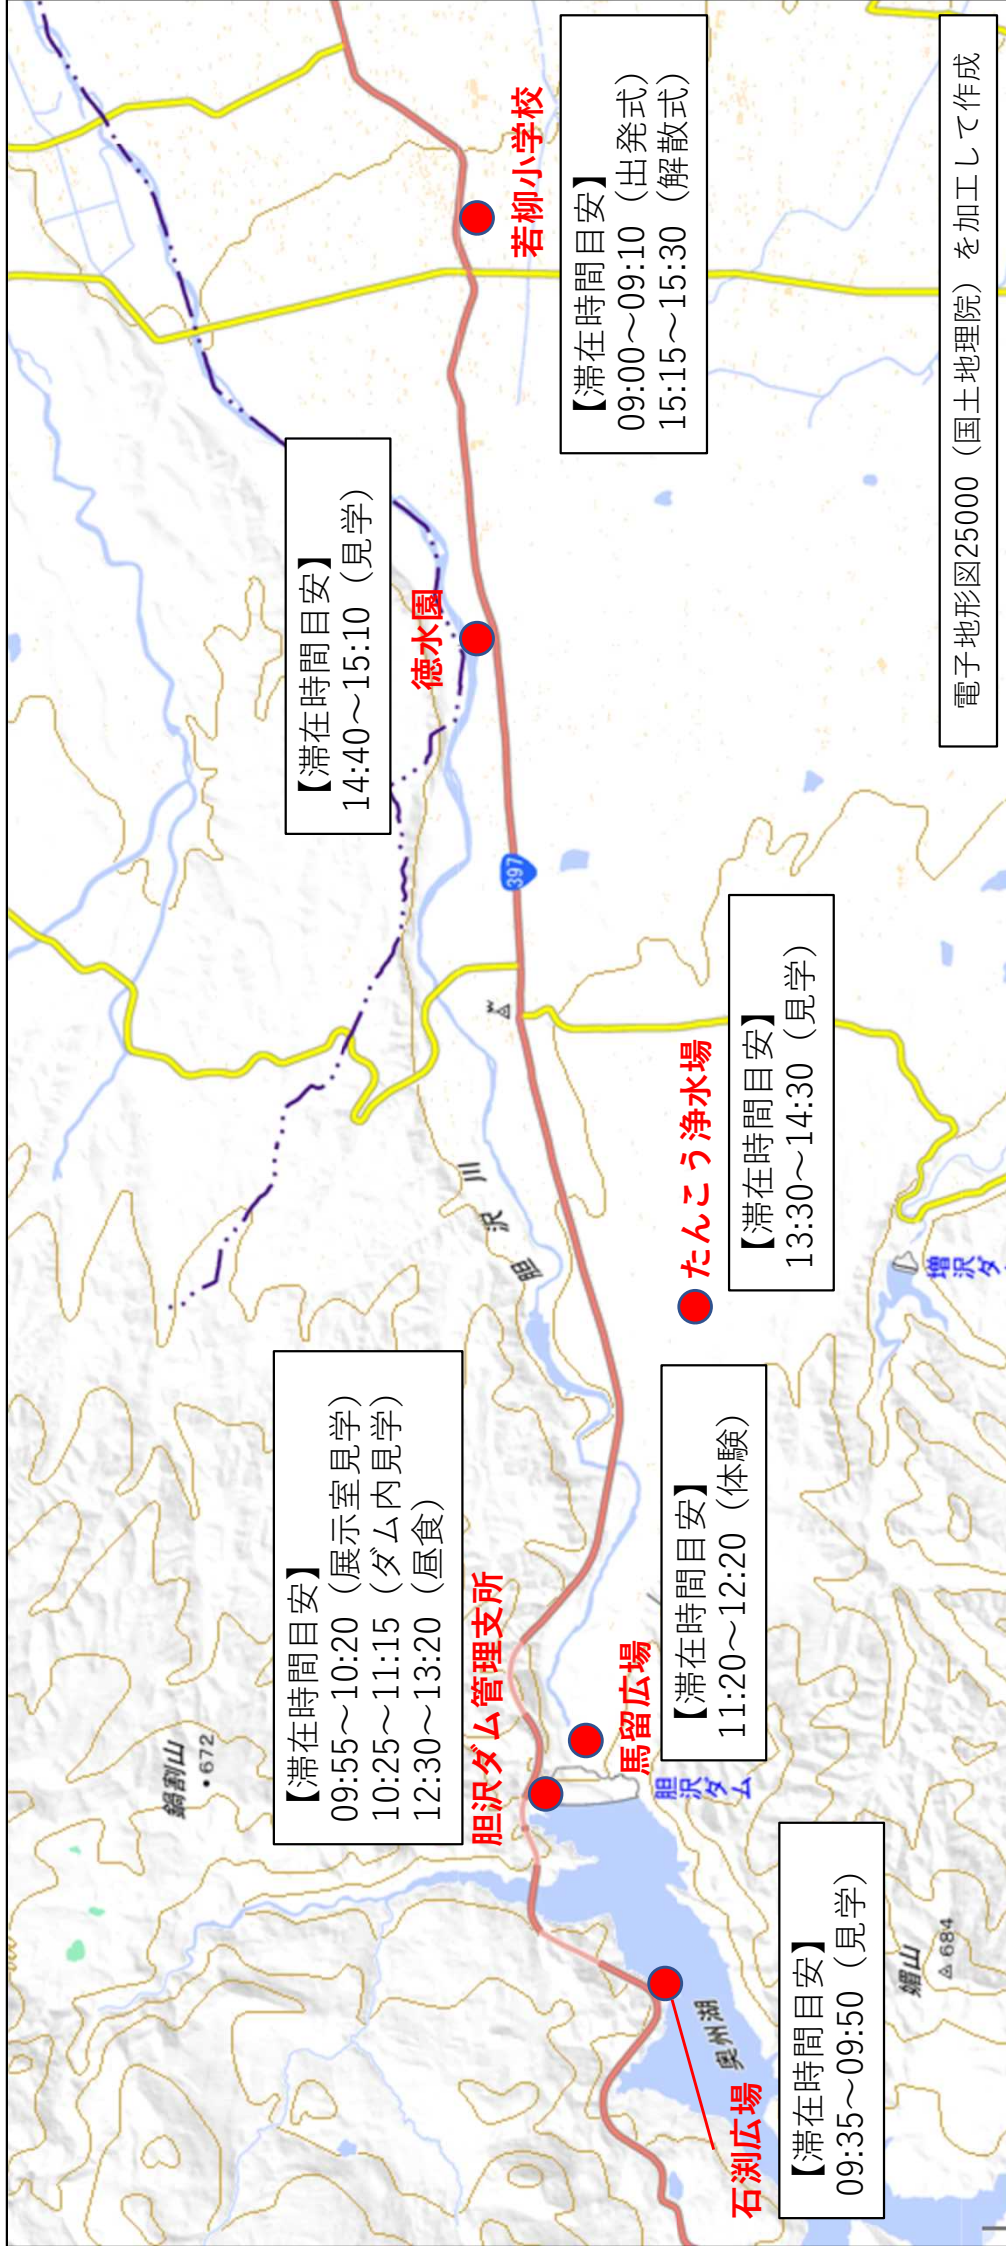 【滞在時間目安】
09:55～10:20（展示室見学）
10:25～11:15（ダム内見学）
12:30～13:20（昼食）
胆沢ダム管理支所
鍋割山
・672
【滞在時間目安】
14:40～15:10（見学）
徳水園
若柳小学校
【滞在時間目安】
09:00～09:10（出発式）
15:15～15:30（解散式）
397
胆沢川
馬留広場
胆沢
ダム
【滞在時間目安】
11:20～12:20（体験）
たんこう浄水場
【滞在時間目安】
13:30～14:30（見学）
奥州湖
石渕広場
【滞在時間目安】
09:35～09:50（見学）
猿山
684
増沢ダ
電子地形図25000（国土地理院）を加工して作成